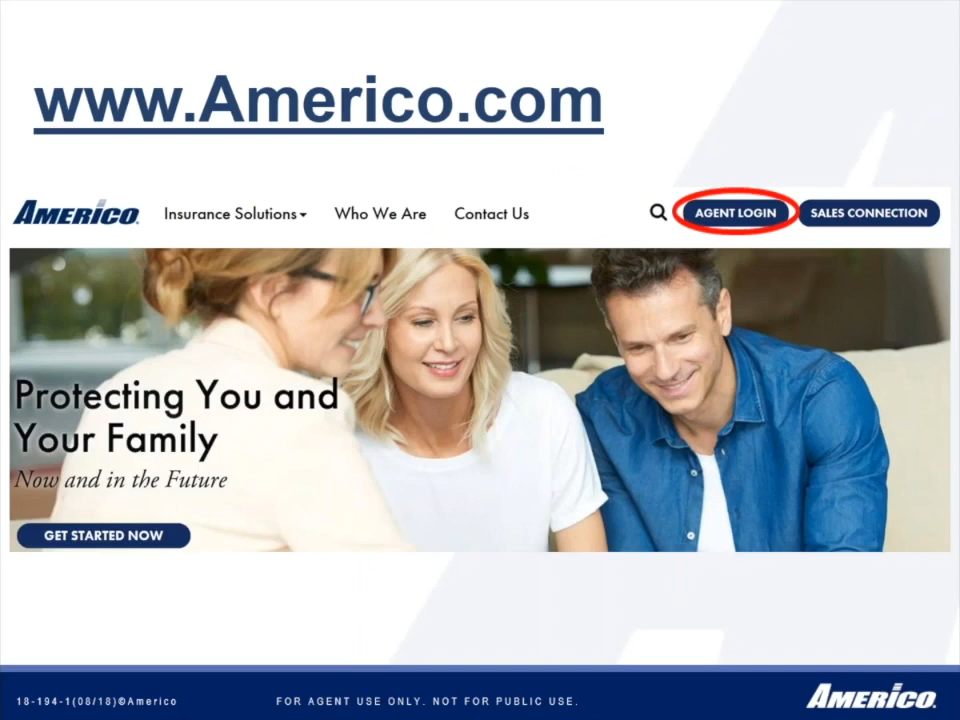 www.Americo.com
AMERICO Insurance Solutions Who We Are Contact Us AGENT LOGIN SALES CONNECTION
Protecting You and
Your Family
Now and in the Future
GET STARTED NOW
18-194-1(08/18)©Americo FOR AGENT USE ONLY. NOT FOR PUBLIC USE. AMERICO.